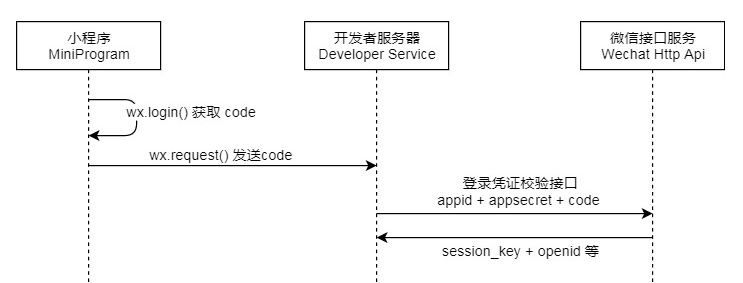 小程序
MiniProgram
开发者服务器
Developer Service
微信接口服务
Wechat Http Api
wx.login() 获取 code
wx.request() 发送code
登录凭证校验接口
appid + appsecret + code
session_key + openid 等